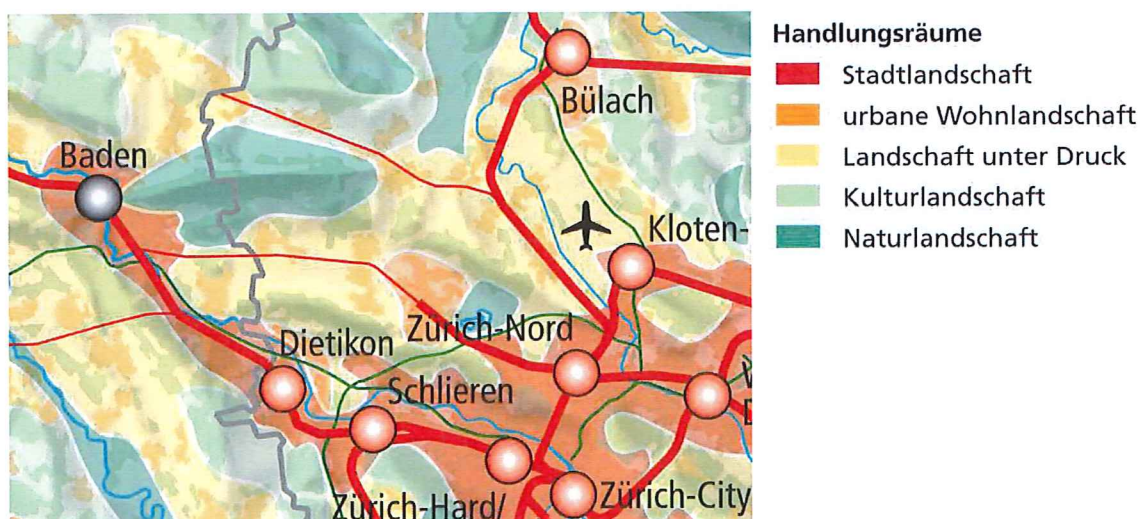 Bülach
Baden
Kloten-
Zürich-Nord
Dietikon
Schlieren
Zürich-Hard/
Zürich-City
Handlungsräume
Stadtlandschaft
urbane Wohnlandschaft
Landschaft unter Druck
Kulturlandschaft
Naturlandschaft